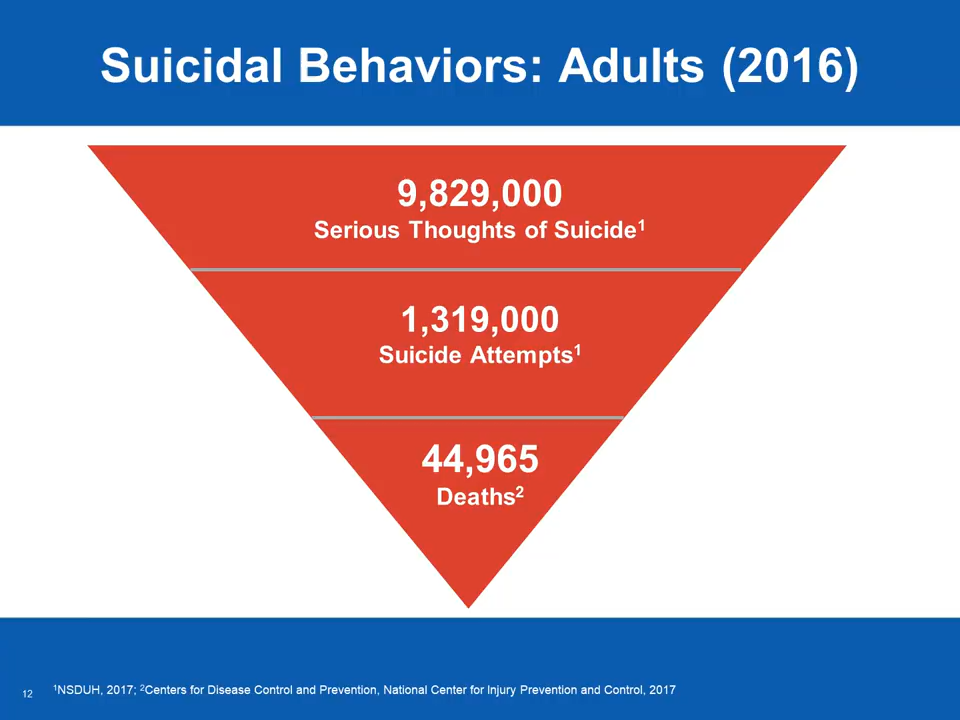 Suicidal Behaviors: Adults (2016)
9,829,000
Serious Thoughts of Suicide¹
1,319,000
Suicide Attempts¹
44,965
Deaths²
12
¹NSDUH, 2017; ²Centers for Disease Control and Prevention, National Center for Injury Prevention and Control, 2017